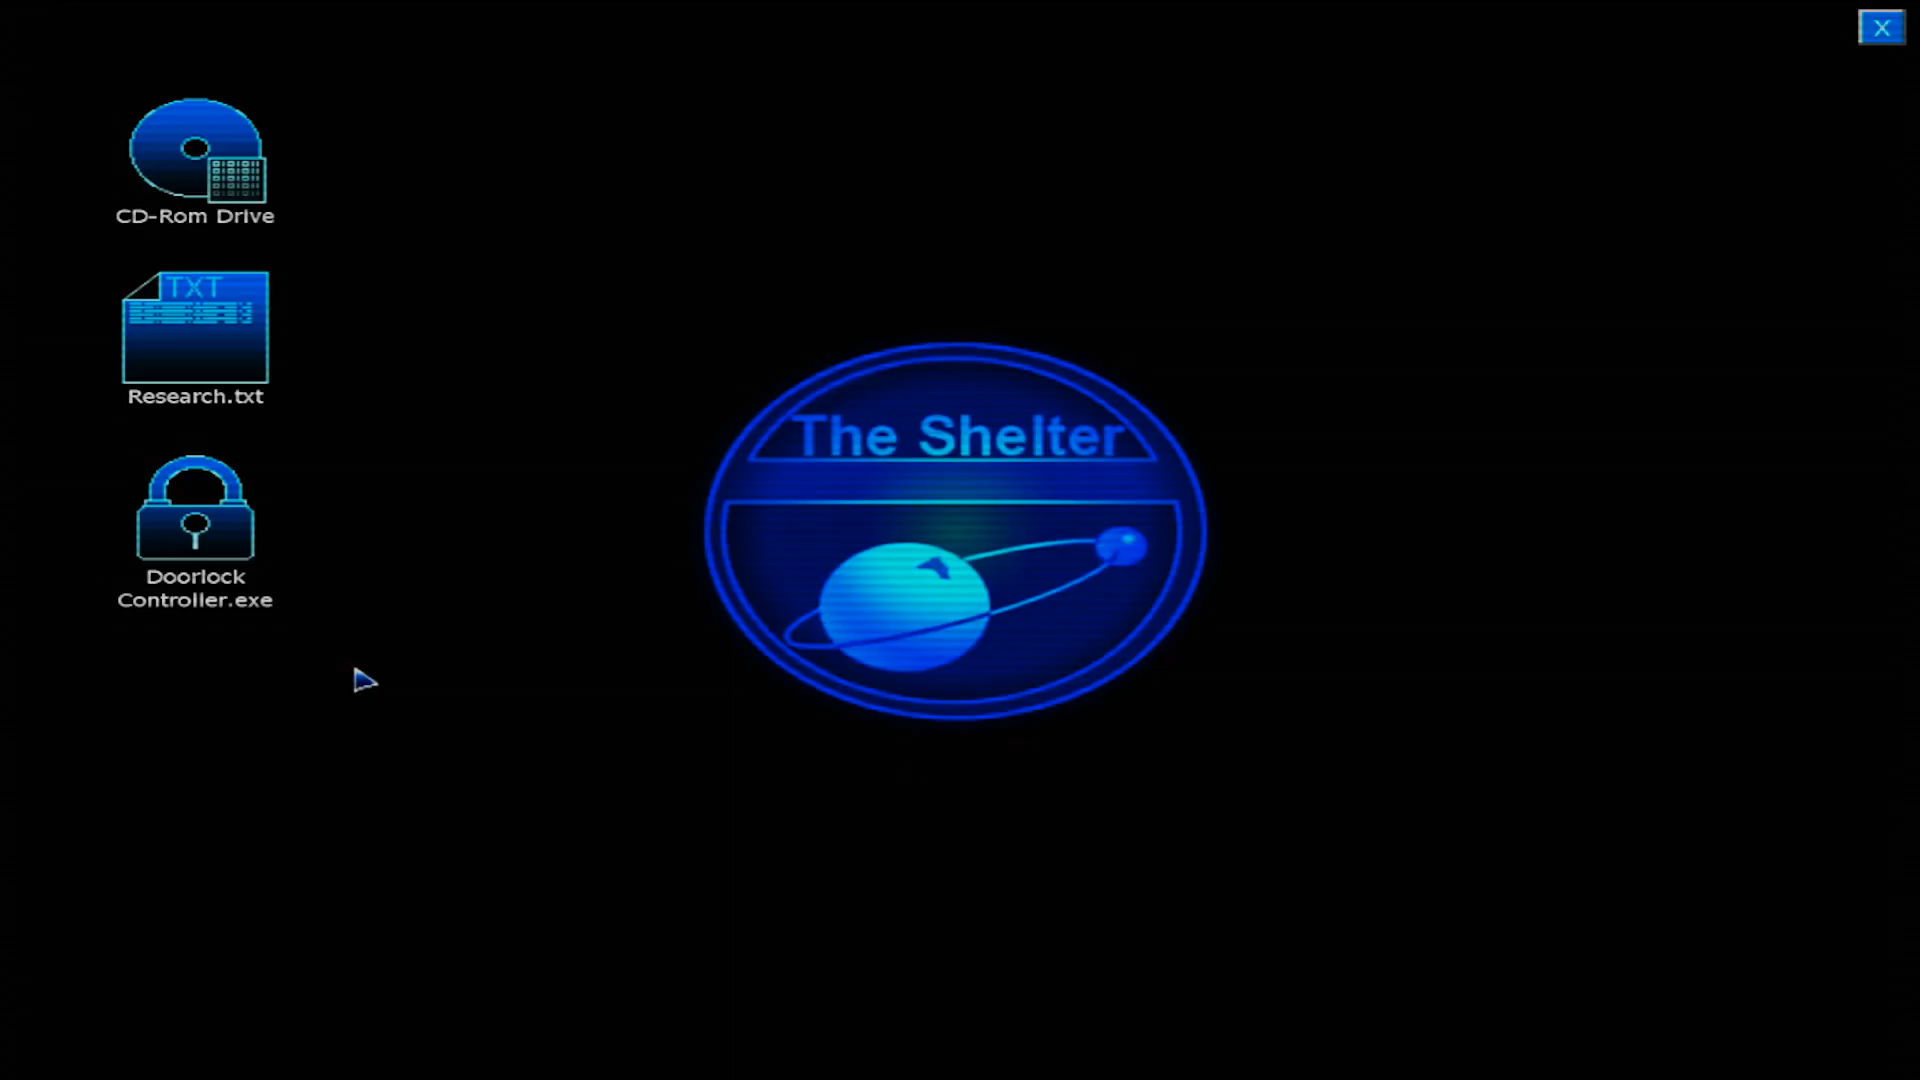 X
CD-Rom Drive
TXT
Research.txt
The Shelter
Doorlock
Controller.exe